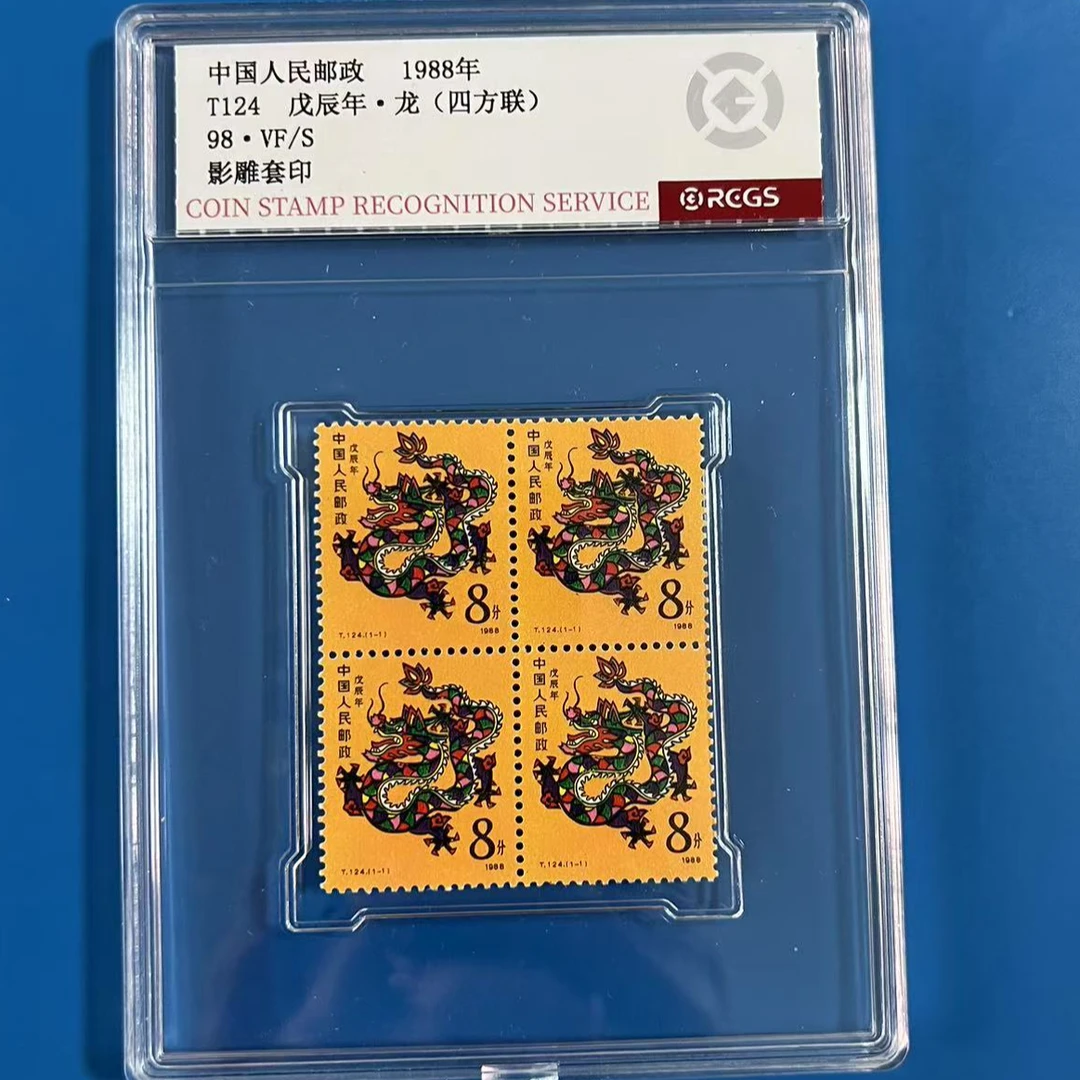 中国人民邮政 1988年
T124 戊辰年·龙（四方联）
98·VF/S
影雕套印
COIN STAMP RECOGNITION SERVICE
RCGS
中国人民邮政
戊辰年
8分
T.124.(1-1)
1988
中国人民邮政
戊辰年
8分
T.124.(1-1)
1988
中国人民邮政
戊辰年
8分
T.124.(1-1)
1988
中国人民邮政
戊辰年
8分
T.124.(1-1)
1988